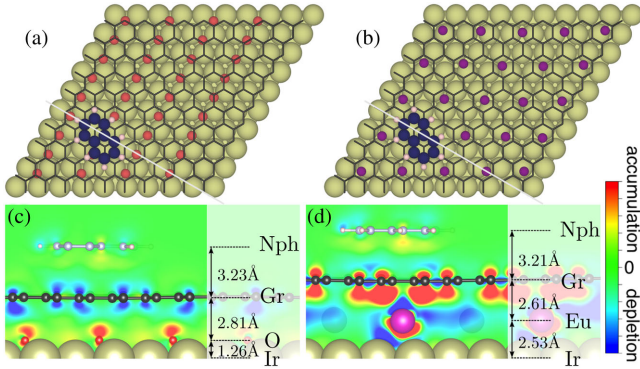 (a)
(b)
(c)
Nph
3.23Å
Gr
2.81Å
O
1.26Å
Ir
(d)
Nph
3.21Å
Gr
2.61Å
Eu
2.53Å
Ir
accumulation 0 depletion